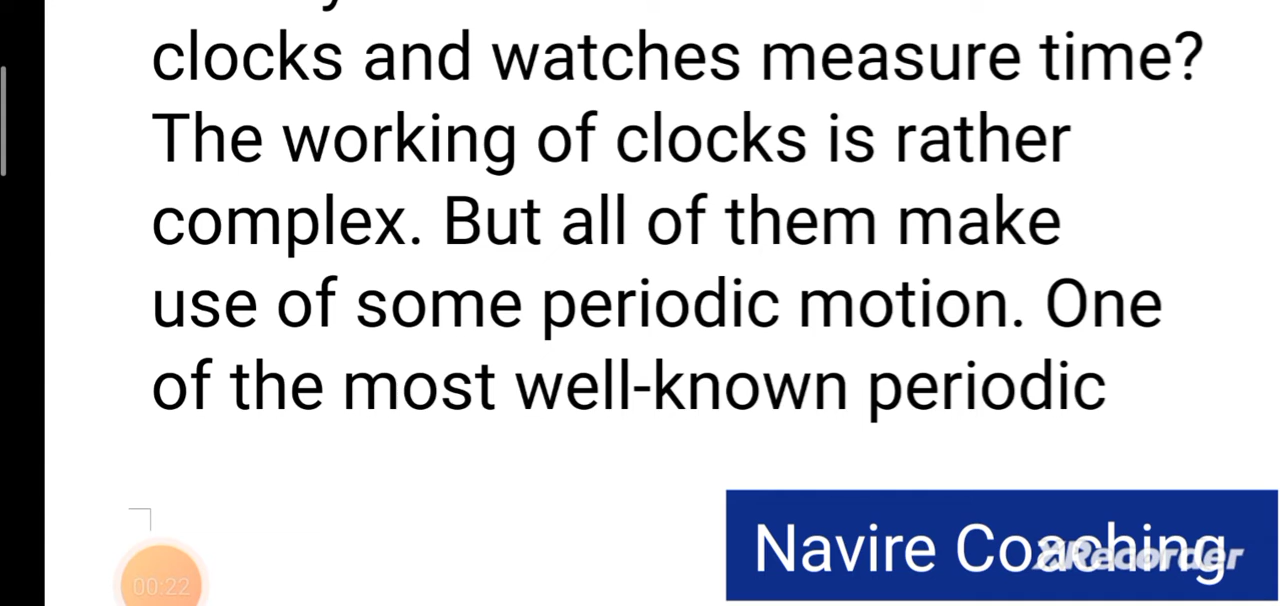 clocks and watches measure time?
The working of clocks is rather
complex. But all of them make
use of some periodic motion. One
of the most well-known periodic
Navire Coaching
XRecorder
00:22